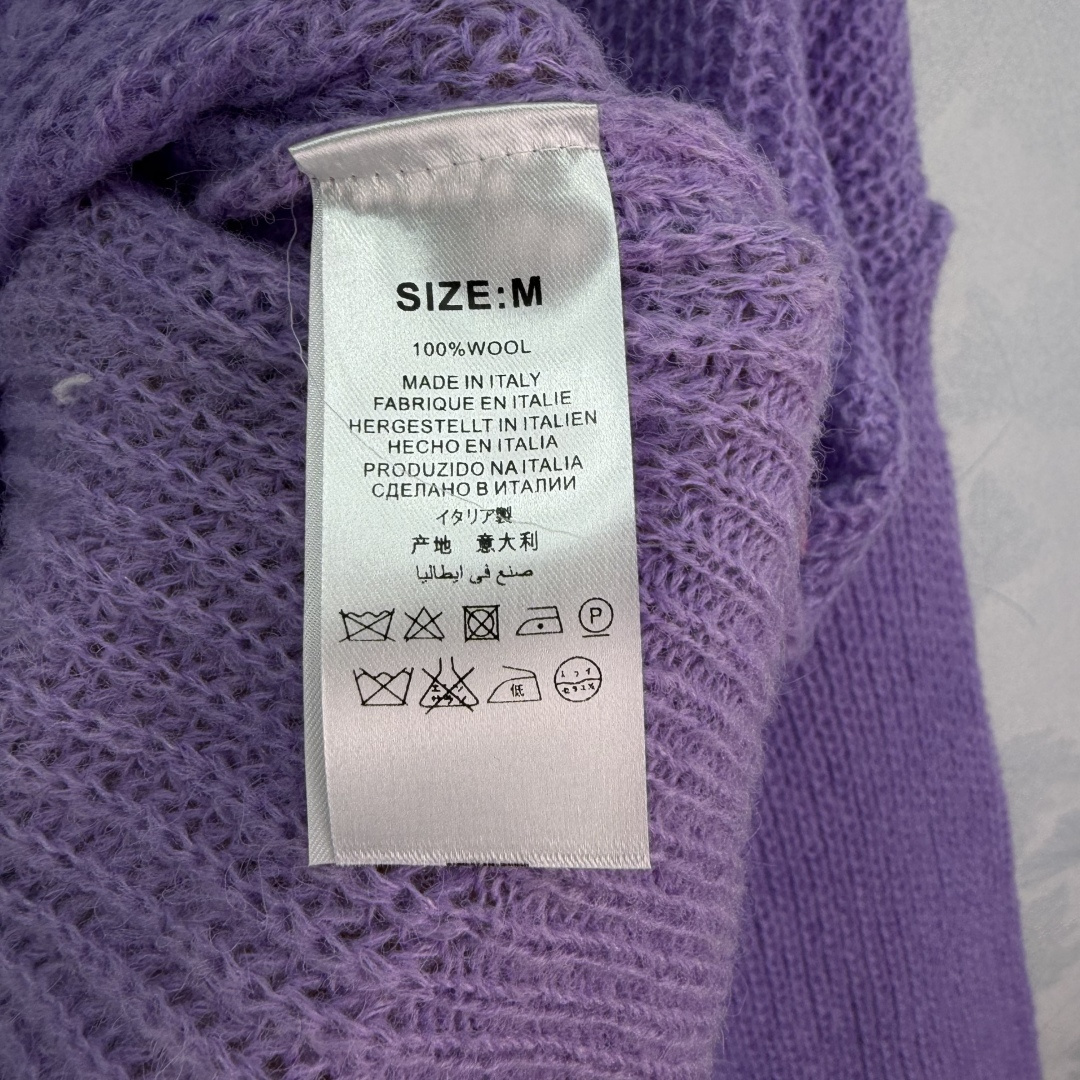 SIZE:M
100%WOOL
MADE IN ITALY
FABRIQUE EN ITALIE
HERGESTELLT IN ITALIEN
HECHO EN ITALIA
PRODUZIDO NA ITALIA
СДЕЛАНО В ИТАЛИИ
イタリア製
产地 意大利
صنع في ايطاليا
P
低